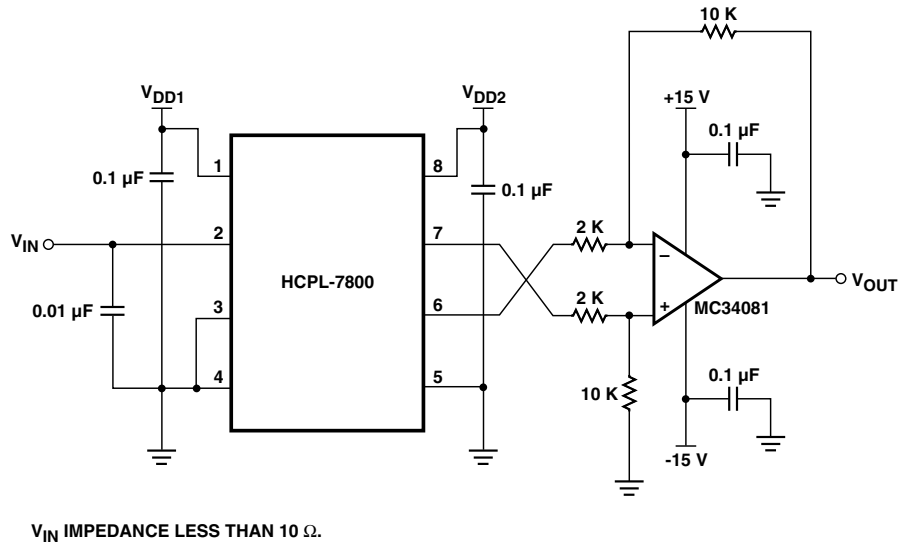 10 K
V_DD1
V_DD2
+15 V
0.1 µF
0.1 µF
1
8
0.1 µF
2 K
V_IN
2
7
–
HCPL-7800
V_OUT
0.01 µF
3
6
2 K
+
MC34081
4
5
10 K
0.1 µF
-15 V
V_IN IMPEDANCE LESS THAN 10 Ω.